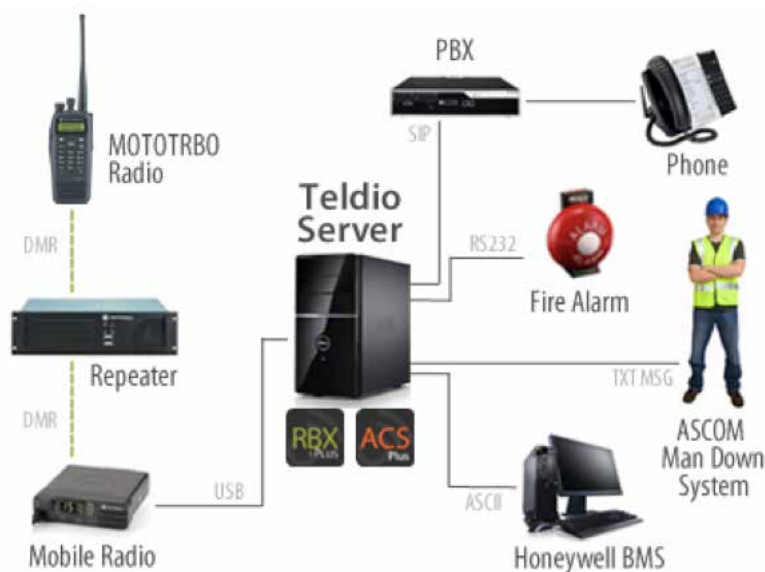 PBX
MOTOTRBO
Radio
SIP
Phone
Teldio
Server
DMR
RS232
ALARM
Fire Alarm
Repeater
TXT MSG
DMR
RBX
PLUS
ACS
Plus
ASCOM
Man Down
System
USB
ASCII
Mobile Radio
Honeywell BMS